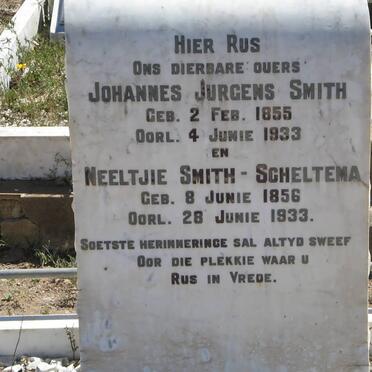 Hier Rus
Ons dierbare ouers
Johannes Jurgens Smith
Geb. 2 Feb. 1855
Oorl. 4 Junie 1933
en
Neeltjie Smith - Scheltema
Geb. 8 Junie 1856
Oorl. 28 Junie 1933.
Soetste herinneringe sal altyd sweef
Oor die plekkie waar u
Rus in Vrede.